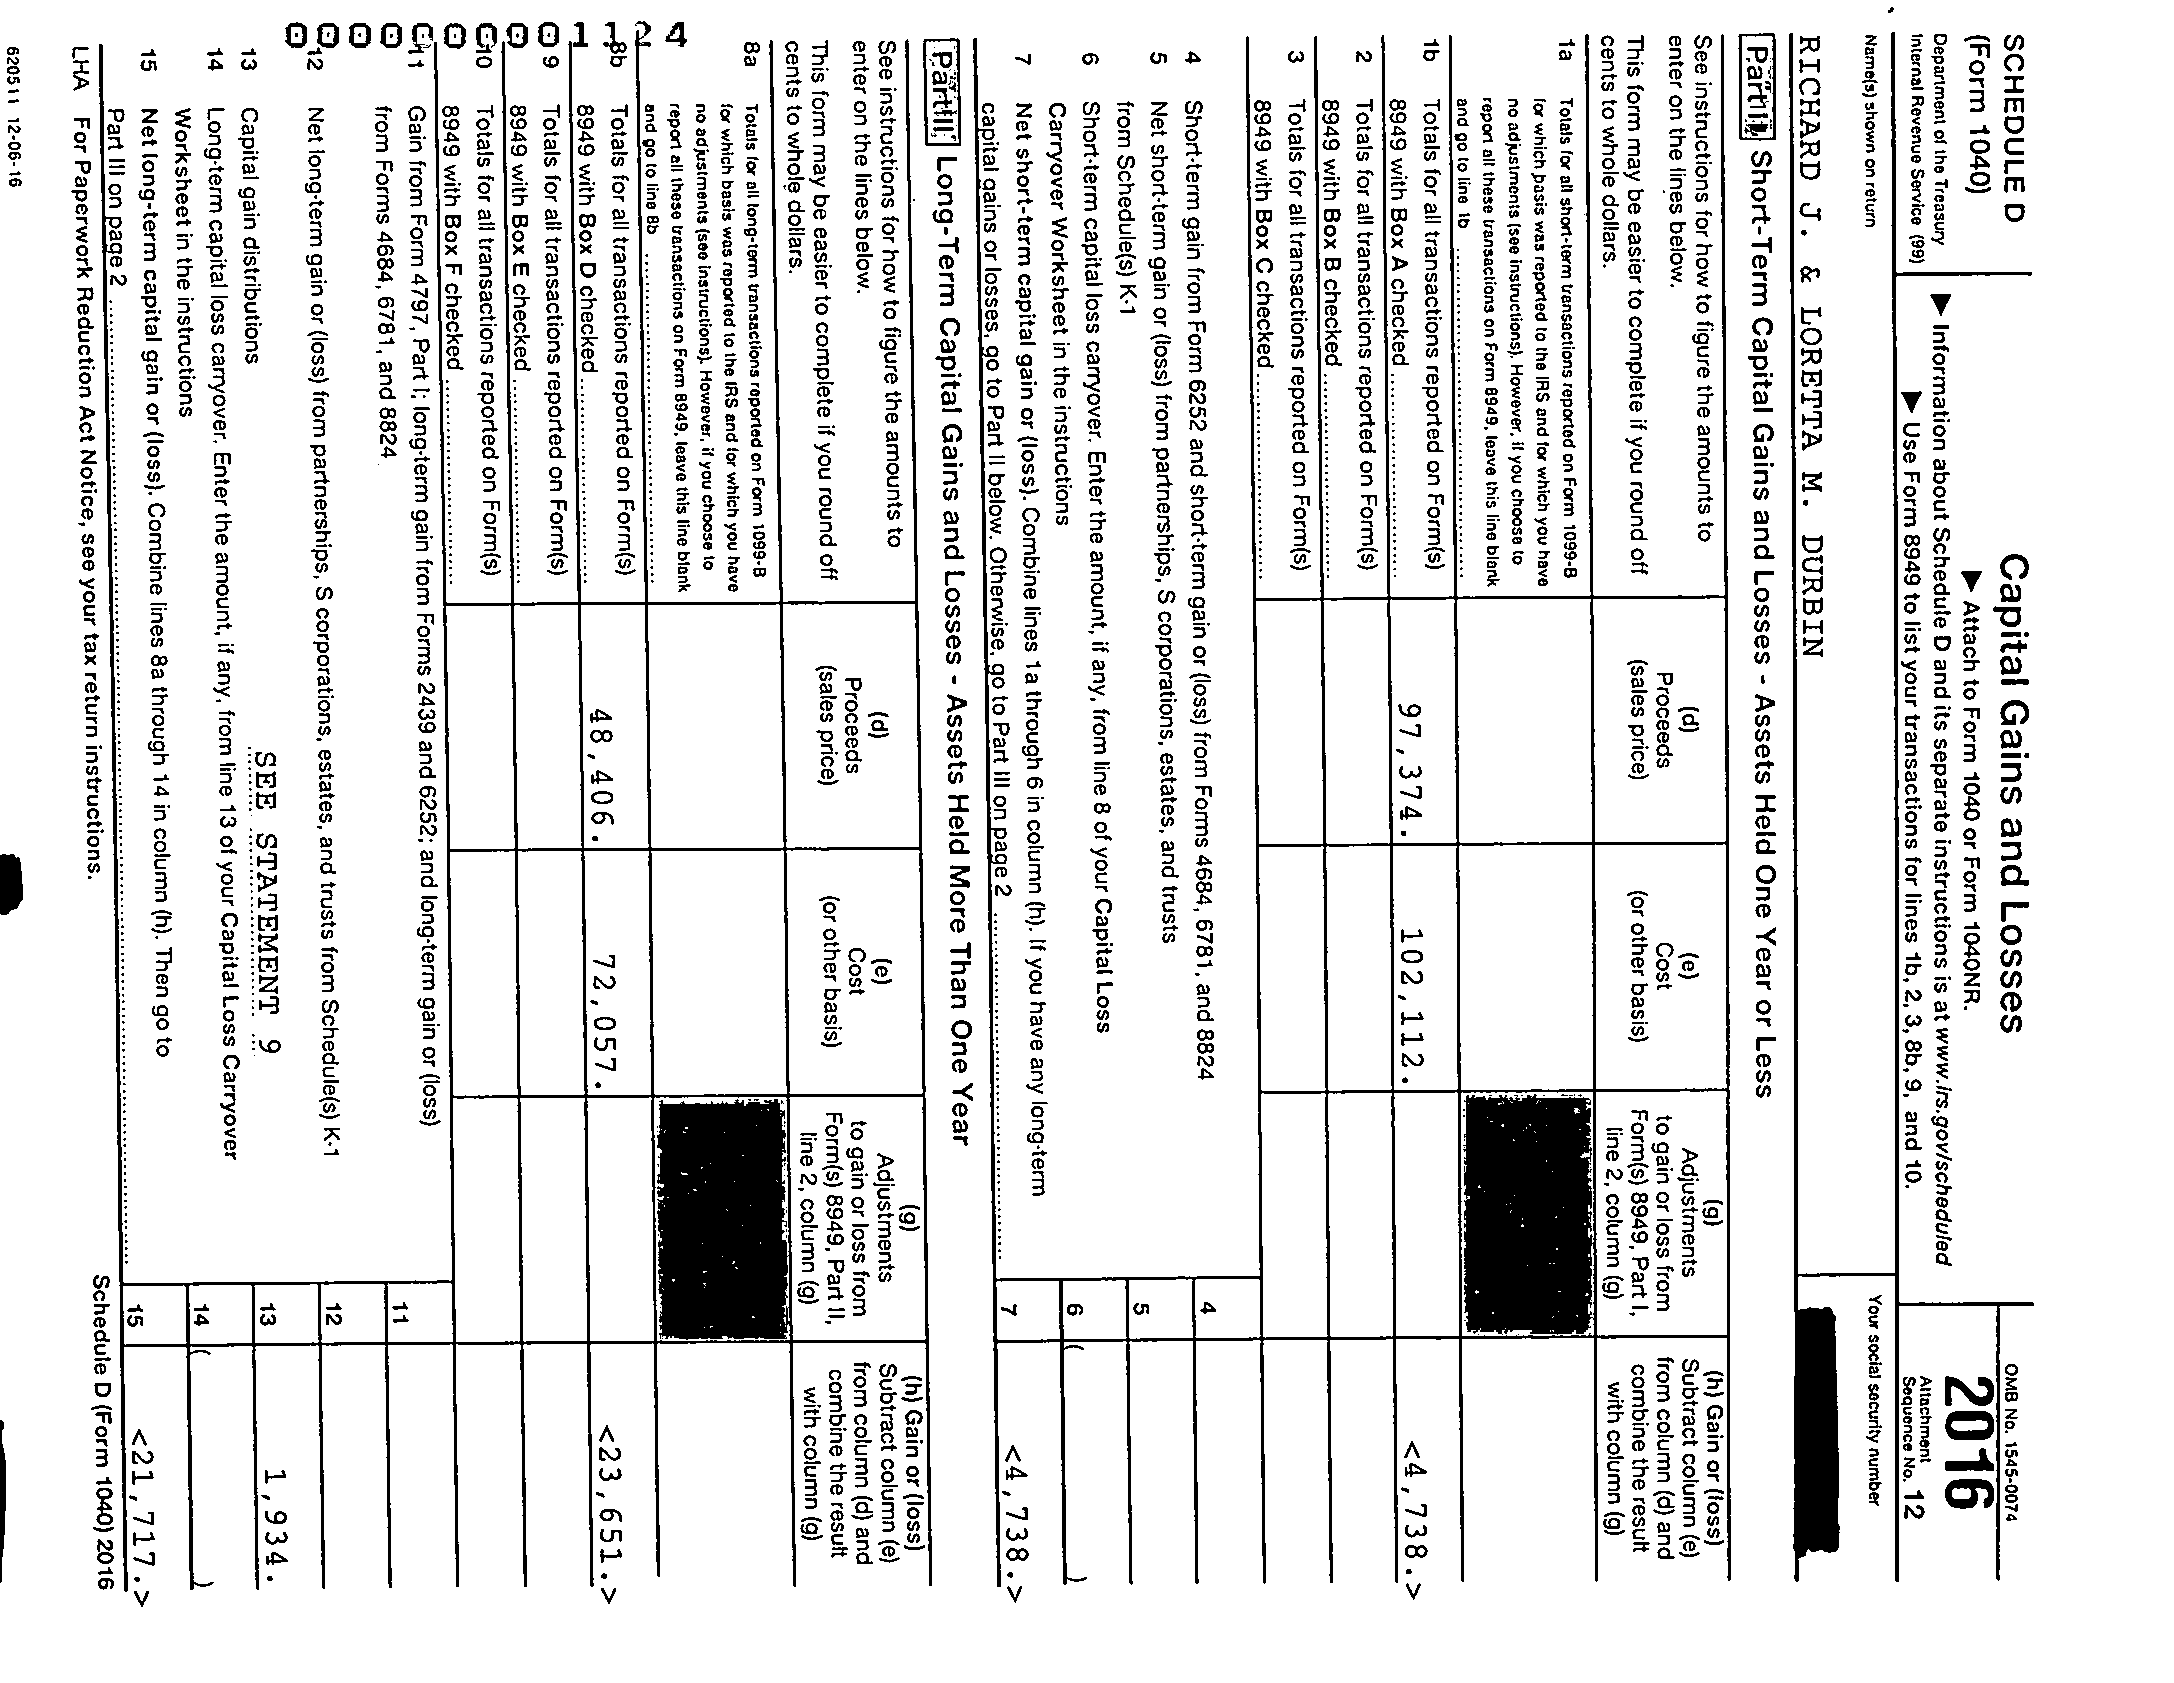 SCHEDULE D
(Form 1040)
Department of the Treasury
Internal Revenue Service (99)
Capital Gains and Losses
▶ Attach to Form 1040 or Form 1040NR.
▶ Information about Schedule D and its separate instructions is at www.irs.gov/scheduled
▶ Use Form 8949 to list your transactions for lines 1b, 2, 3, 8b, 9, and 10.
OMB No. 1545-0074
2016
Attachment
Sequence No. 12
Name(s) shown on return
Your social security number
RICHARD J. & LORETTA M. DURBIN
Part I Short-Term Capital Gains and Losses - Assets Held One Year or Less
See instructions for how to figure the amounts to
enter on the lines below.
This form may be easier to complete if you round off
cents to whole dollars.
(d)
Proceeds
(sales price)
(e)
Cost
(or other basis)
(g)
Adjustments
to gain or loss from
Form(s) 8949, Part I,
line 2, column (g)
(h) Gain or (loss)
Subtract column (e)
from column (d) and
combine the result
with column (g)
1a Totals for all short-term transactions reported on Form 1099-B
for which basis was reported to the IRS and for which you have
no adjustments (see instructions). However, if you choose to
report all these transactions on Form 8949, leave this line blank
and go to line 1b
1b Totals for all transactions reported on Form(s)
8949 with Box A checked 97,374. 102,112. <4,738.>
2 Totals for all transactions reported on Form(s)
8949 with Box B checked
3 Totals for all transactions reported on Form(s)
8949 with Box C checked
4 Short-term gain from Form 6252 and short-term gain or (loss) from Forms 4684, 6781, and 8824 4
5 Net short-term gain or (loss) from partnerships, S corporations, estates, and trusts
from Schedule(s) K-1 5
6 Short-term capital loss carryover. Enter the amount, if any, from line 8 of your Capital Loss
Carryover Worksheet in the instructions 6 ( )
7 Net short-term capital gain or (loss). Combine lines 1a through 6 in column (h). If you have any long-term
capital gains or losses, go to Part II below. Otherwise, go to Part III on page 2 7 <4,738.>
Part II Long-Term Capital Gains and Losses - Assets Held More Than One Year
See instructions for how to figure the amounts to
enter on the lines below.
This form may be easier to complete if you round off
cents to whole dollars.
(d)
Proceeds
(sales price)
(e)
Cost
(or other basis)
(g)
Adjustments
to gain or loss from
Form(s) 8949, Part II,
line 2, column (g)
(h) Gain or (loss)
Subtract column (e)
from column (d) and
combine the result
with column (g)
8a Totals for all long-term transactions reported on Form 1099-B
for which basis was reported to the IRS and for which you have
no adjustments (see instructions). However, if you choose to
report all these transactions on Form 8949, leave this line blank
and go to line 8b
8b Totals for all transactions reported on Form(s)
8949 with Box D checked 48,406. 72,057. <23,651.>
9 Totals for all transactions reported on Form(s)
8949 with Box E checked
10 Totals for all transactions reported on Form(s)
8949 with Box F checked
11 Gain from Form 4797, Part I; long-term gain from Forms 2439 and 6252; and long-term gain or (loss)
from Forms 4684, 6781, and 8824 11
12 Net long-term gain or (loss) from partnerships, S corporations, estates, and trusts from Schedule(s) K-1 12
13 Capital gain distributions SEE STATEMENT 9 13 1,934.
14 Long-term capital loss carryover. Enter the amount, if any, from line 13 of your Capital Loss Carryover
Worksheet in the instructions 14 ( )
15 Net long-term capital gain or (loss). Combine lines 8a through 14 in column (h). Then go to
Part III on page 2 15 <21,717.>
LHA For Paperwork Reduction Act Notice, see your tax return instructions. Schedule D (Form 1040) 2016
620511 12-06-16
00000000001124